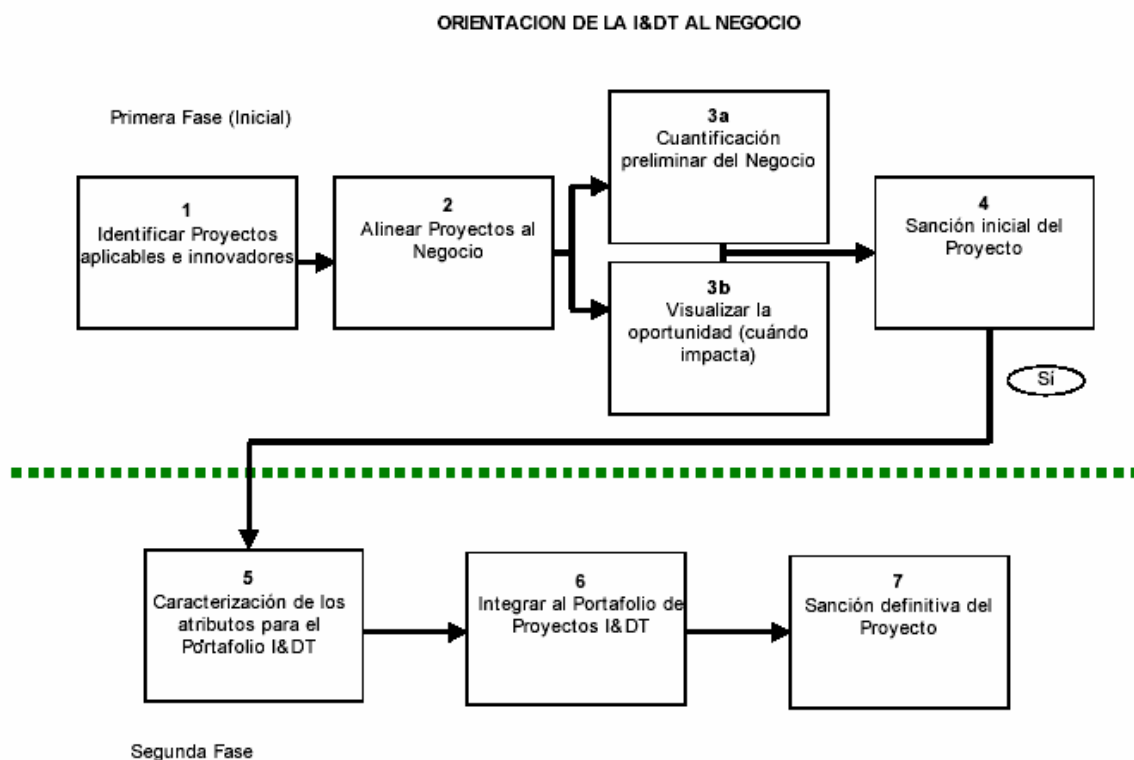 ORIENTACION DE LA I&DT AL NEGOCIO
Primera Fase (Inicial)
1
Identificar Proyectos
aplicables e innovadores
2
Alinear Proyectos al
Negocio
3a
Cuantificación
preliminar del Negocio
3b
Visualizar la
oportunidad (cuándo
impacta)
4
Sanción inicial del
Proyecto
Sí
5
Caracterización de los
atributos para el
Portafolio I&DT
6
Integrar al Portafolio de
Proyectos I&DT
7
Sanción definitiva del
Proyecto
Segunda Fase